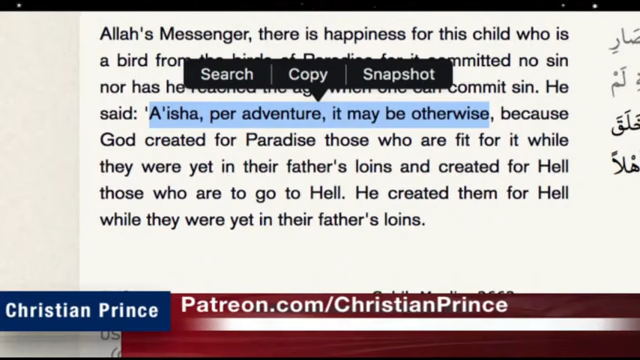 Allah's Messenger, there is happiness for this child who is
a bird from the birds of Paradise for it committed no sin
Search Copy Snapshot
nor has he reached the age when one can commit sin. He
said: 'A'isha, per adventure, it may be otherwise, because
God created for Paradise those who are fit for it while
they were yet in their father's loins and created for Hell
those who are to go to Hell. He created them for Hell
while they were yet in their father's loins.
Christian Prince
Patreon.com/ChristianPrince